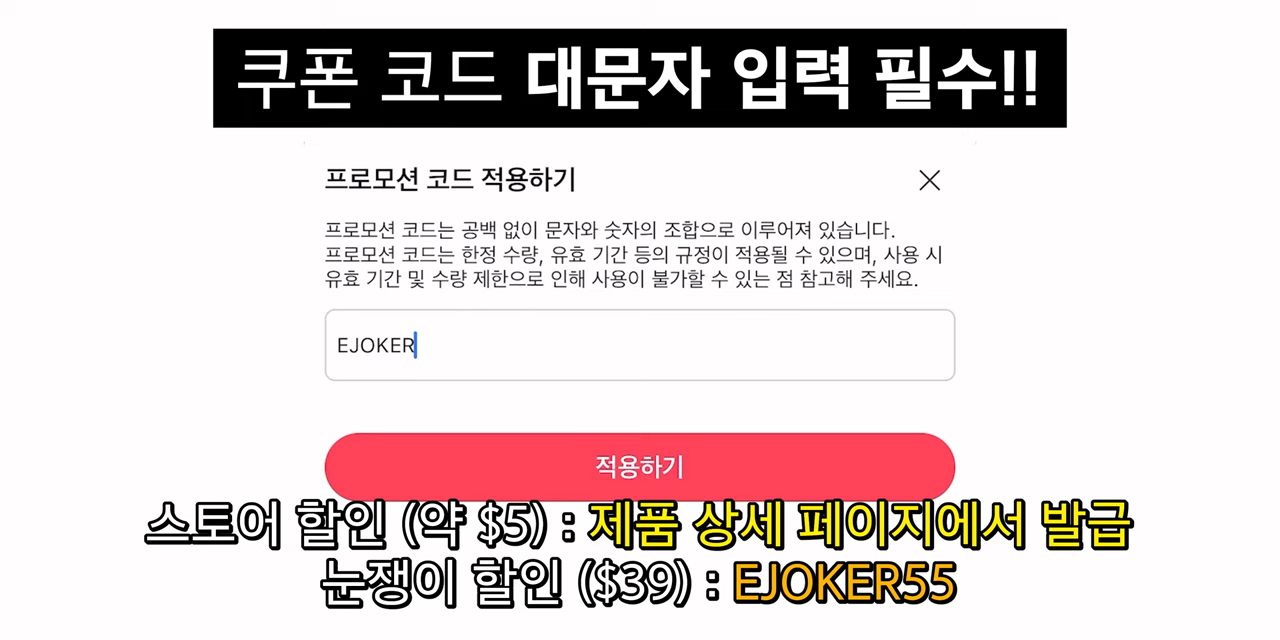 쿠폰 코드 대문자 입력 필수!!
프로모션 코드 적용하기
프로모션 코드는 공백 없이 문자와 숫자의 조합으로 이루어져 있습니다.
프로모션 코드는 한정 수량, 유효 기간 등의 규정이 적용될 수 있으며, 사용 시
유효 기간 및 수량 제한으로 인해 사용이 불가할 수 있는 점 참고해 주세요.
EJOKER
적용하기
스토어 할인 (약 $5) : 제품 상세 페이지에서 발급
눈쟁이 할인 ($39) : EJOKER55